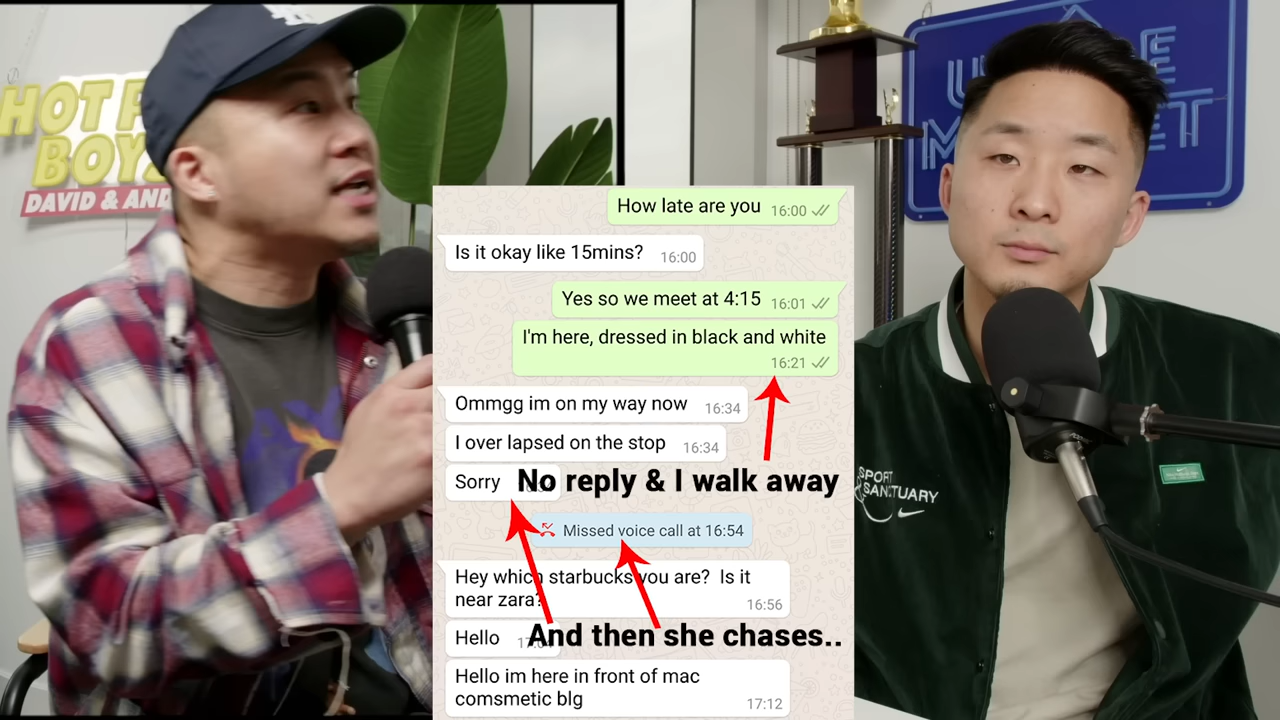 HOT
BOY
DAVID & AND
How late are you 16:00
Is it okay like 15mins? 16:00
Yes so we meet at 4:15 16:01
I'm here, dressed in black and white
16:21
Ommgg im on my way now 16:34
I over lapsed on the stop 16:34
Sorry
No reply & I walk away
Missed voice call at 16:54
Hey which starbucks you are? Is it
near zara?
16:56
And then she chases..
Hello
Hello im here in front of mac
comsmetic blg
17:12
SPORT
SANCTUARY